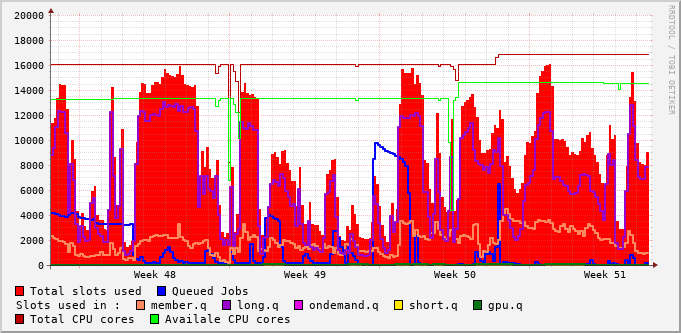 20000
18000
16000
14000
12000
10000
8000
6000
4000
2000
0
Week 48 Week 49 Week 50 Week 51
RRDTOOL / TOBI OETIKER
Total slots used Queued Jobs
Slots used in : member.q long.q ondemand.q short.q gpu.q
Total CPU cores Availale CPU cores